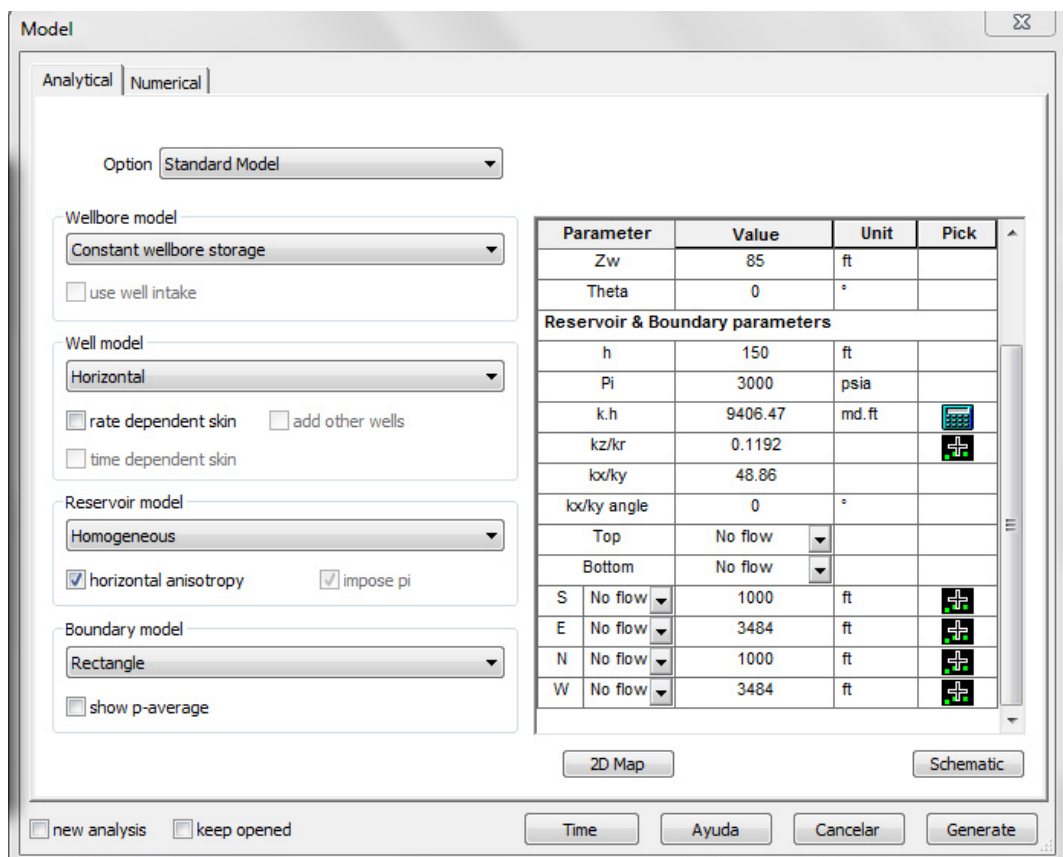 Model
Analytical
Numerical
Option Standard Model
Wellbore model
Constant wellbore storage
use well intake
Well model
Horizontal
rate dependent skin add other wells
time dependent skin
Reservoir model
Homogeneous
horizontal anisotropy impose pi
Boundary model
Rectangle
show p-average
Parameter Value Unit Pick
Zw 85 ft
Theta 0 °
Reservoir & Boundary parameters
h 150 ft
Pi 3000 psia
k.h 9406.47 md.ft
kz/kr 0.1192
kx/ky 48.86
kx/ky angle 0 °
Top No flow
Bottom No flow
S No flow 1000 ft
E No flow 3484 ft
N No flow 1000 ft
W No flow 3484 ft
2D Map Schematic
new analysis keep opened Time Ayuda Cancelar Generate